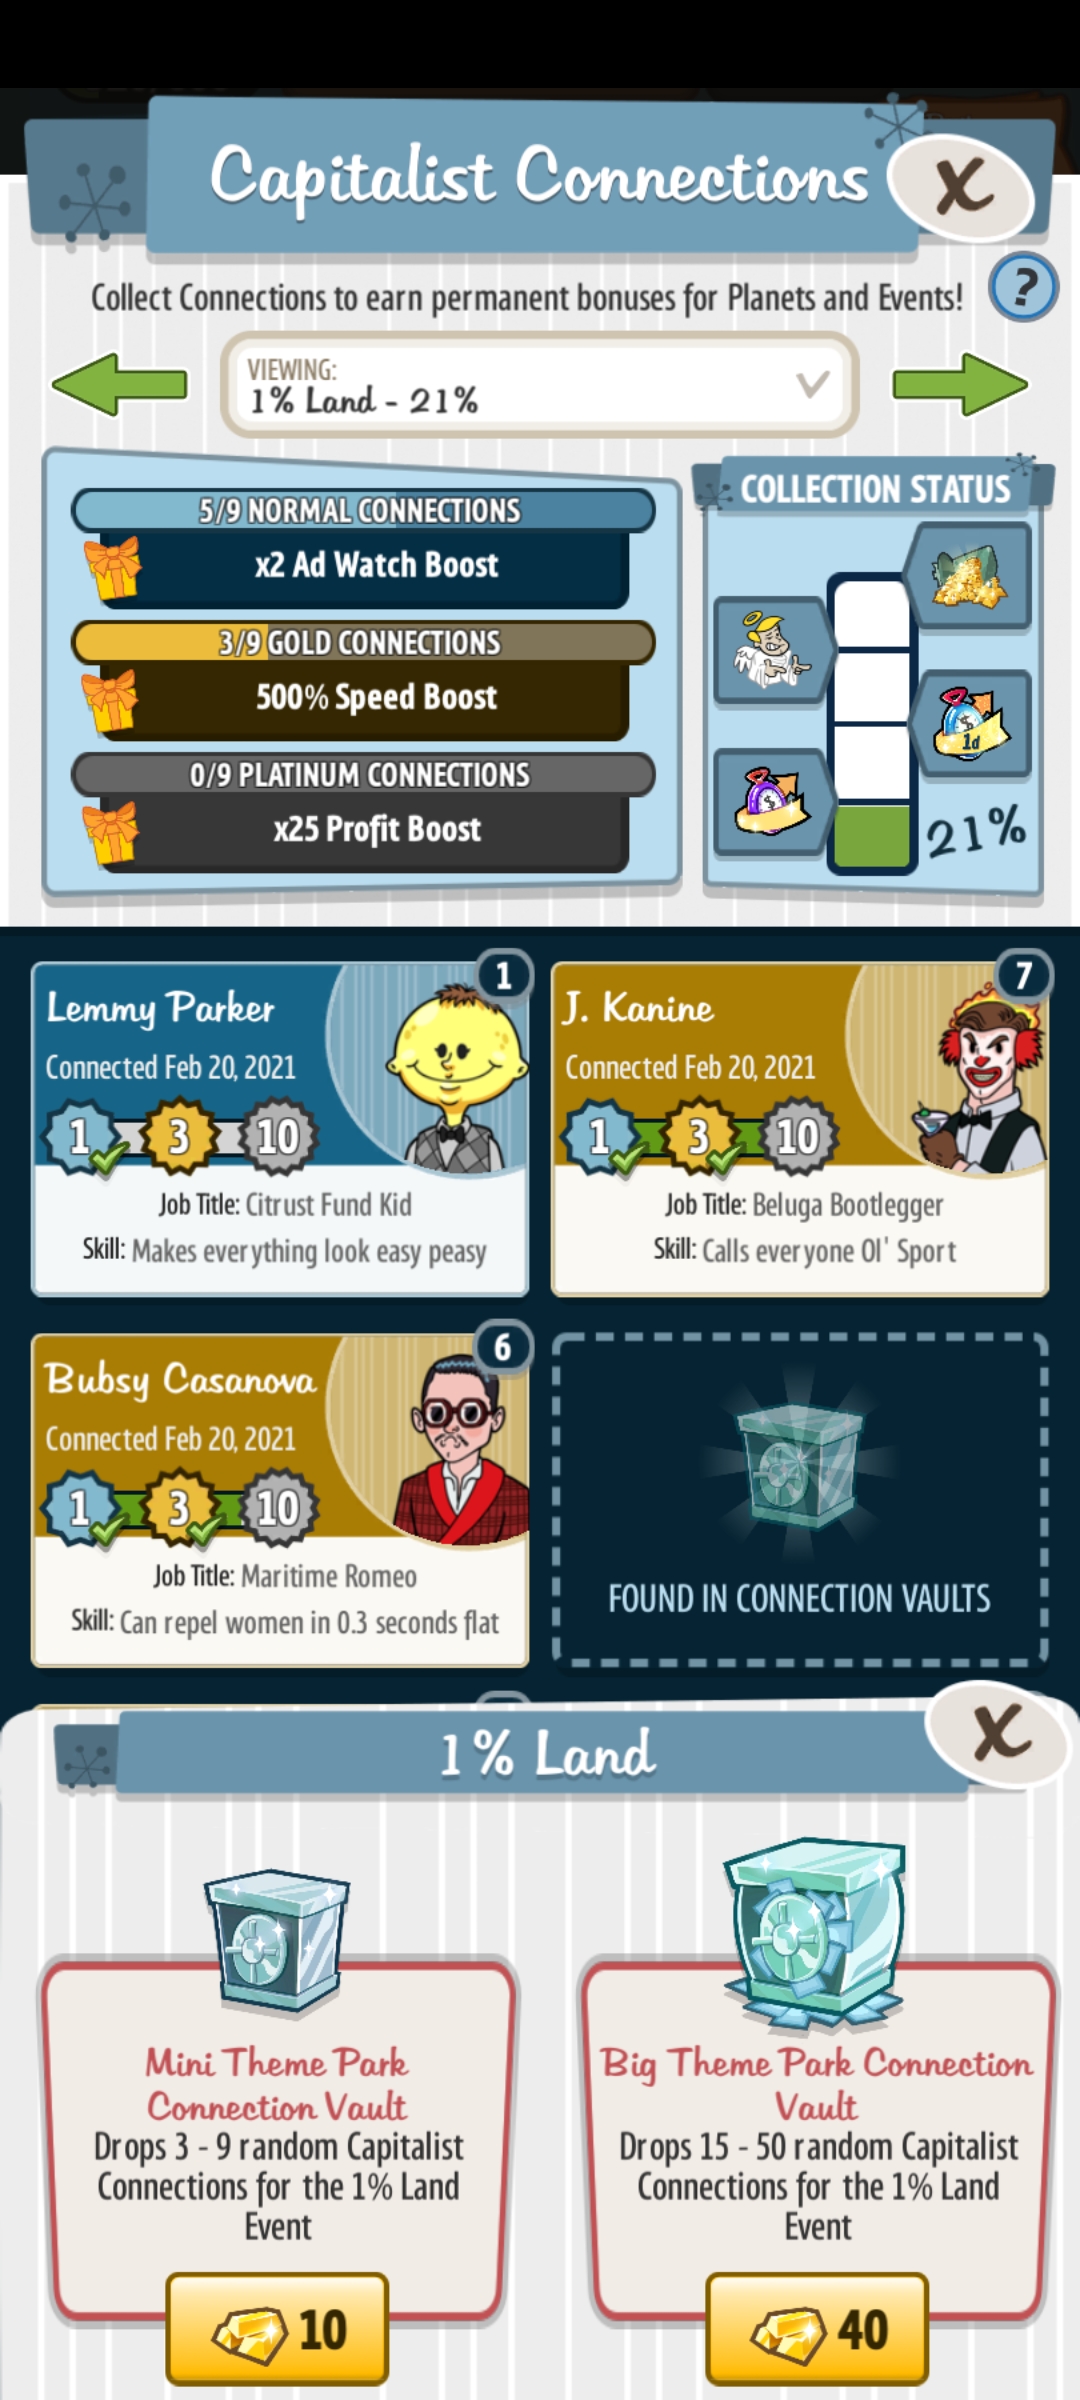 Capitalist Connections
X
Collect Connections to earn permanent bonuses for Planets and Events!
?
VIEWING:
1% Land - 21%
5/9 NORMAL CONNECTIONS
x2 Ad Watch Boost
3/9 GOLD CONNECTIONS
500% Speed Boost
0/9 PLATINUM CONNECTIONS
x25 Profit Boost
COLLECTION STATUS
1d
21%
1
Lemmy Parker
Connected Feb 20, 2021
1 3 10
Job Title: Citrust Fund Kid
Skill: Makes everything look easy peasy
7
J. Kanine
Connected Feb 20, 2021
1 3 10
Job Title: Beluga Bootlegger
Skill: Calls everyone Ol' Sport
6
Bubsy Casanova
Connected Feb 20, 2021
1 3 10
Job Title: Maritime Romeo
Skill: Can repel women in 0.3 seconds flat
FOUND IN CONNECTION VAULTS
1% Land
X
Mini Theme Park
Connection Vault
Drops 3 - 9 random Capitalist
Connections for the 1% Land
Event
10
Big Theme Park Connection
Vault
Drops 15 - 50 random Capitalist
Connections for the 1% Land
Event
40